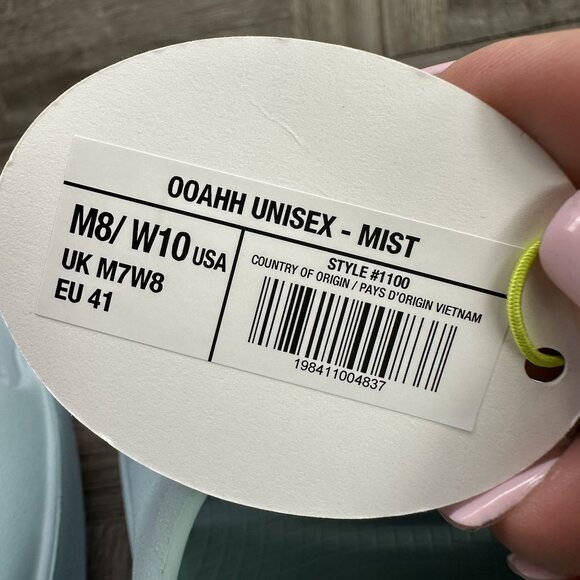 OOAHH UNISEX - MIST
M8/ W10 USA
UK M7W8
EU 41
STYLE #1100
COUNTRY OF ORIGIN / PAYS D'ORIGIN VIETNAM
198411004837